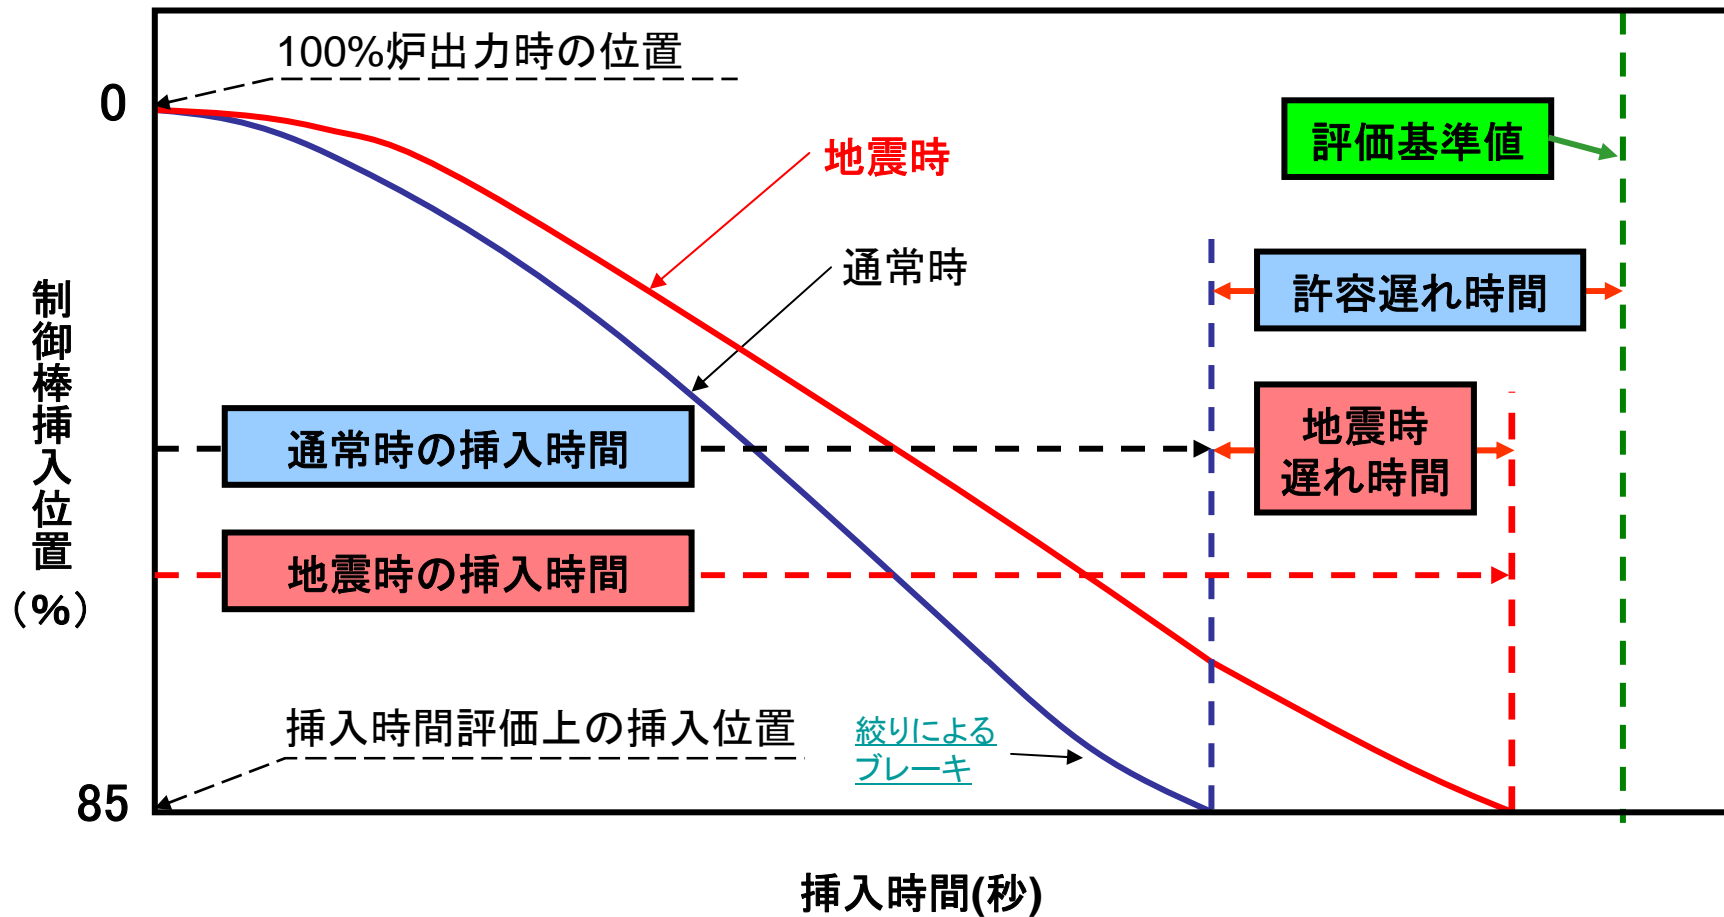 100%炉出力時の位置
0
評価基準値
地震時
通常時
許容遅れ時間
制御棒挿入位置
（%）
地震時
遅れ時間
通常時の挿入時間
地震時の挿入時間
挿入時間評価上の挿入位置
絞りによる
ブレーキ
85
挿入時間(秒)